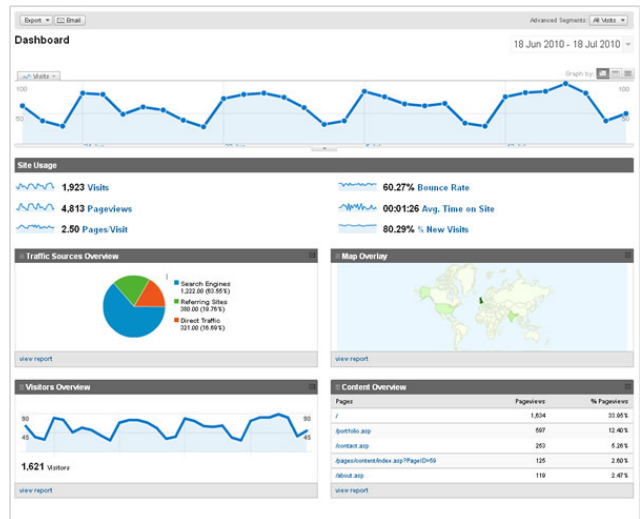 Export Email Advanced Segments: All Visits
Dashboard
18 Jun 2010 - 18 Jul 2010
Visits Graph by:
100 100
50 50
Site Usage
1,923 Visits 60.27% Bounce Rate
4,813 Pageviews 00:01:26 Avg. Time on Site
2.50 Pages/Visit 80.29% % New Visits
Traffic Sources Overview
Search Engines
1,222.00 (63.55%)
Referring Sites
380.00 (19.76%)
Direct Traffic
321.00 (16.69%)
view report
Map Overlay
view report
Visitors Overview
90 90
45 45
1,621 Visitors
view report
Content Overview
Pages Pageviews % Pageviews
/ 1,634 33.95%
/portfolio.asp 597 12.40%
/contact.asp 253 5.26%
/pages/content/index.asp?PageID=59 125 2.60%
/about.asp 119 2.47%
view report